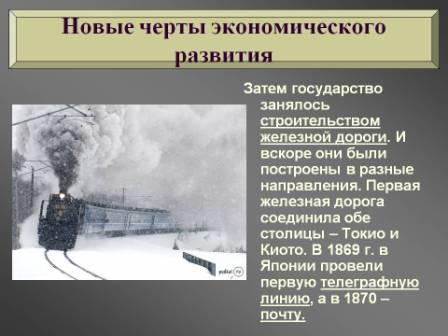 Новые черты экономического
развития
Затем государство
занялось
строительством
железной дороги. И
вскоре они были
построены в разные
направления. Первая
железная дорога
соединила обе
столицы – Токио и
Киото. В 1869 г. в
Японии провели
первую телеграфную
линию, а в 1870 –
почту.